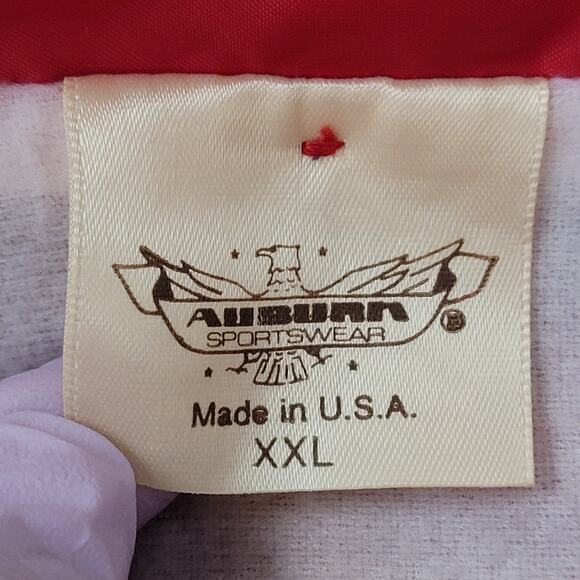 AUBURN
SPORTSWEAR
®
Made in U.S.A.
XXL